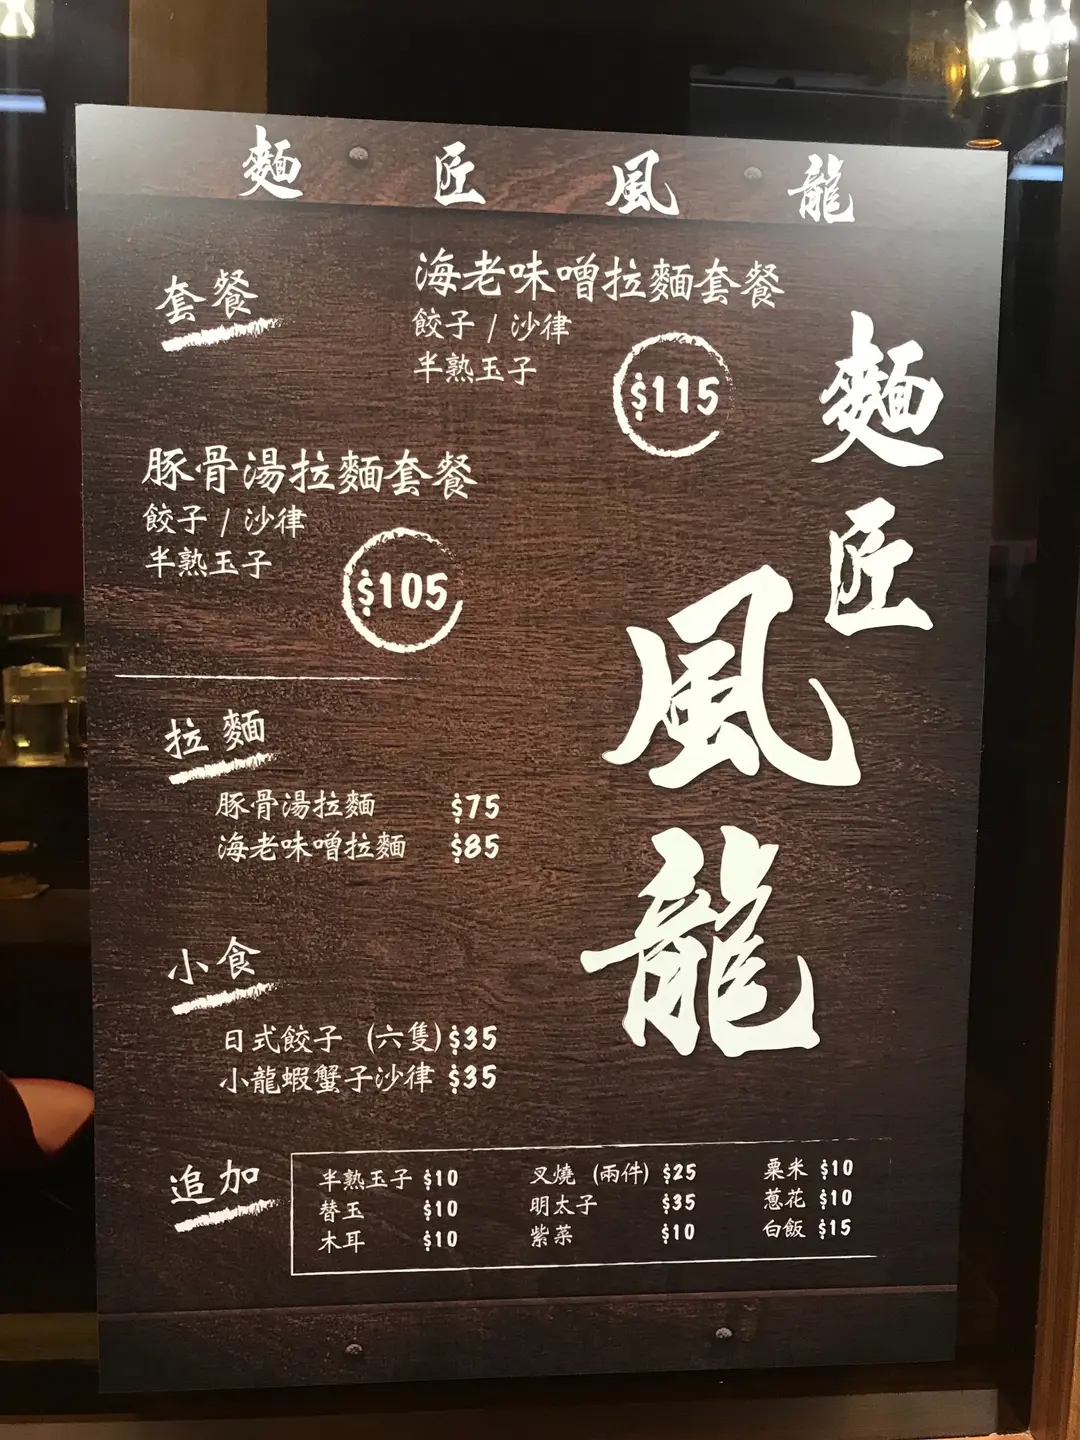 麵 匠 風 龍
套餐
海老味噌拉麵套餐
餃子 / 沙律
半熟玉子
$115
豚骨湯拉麵套餐
餃子 / 沙律
半熟玉子
$105
麵匠
風龍
拉麵
豚骨湯拉麵 $75
海老味噌拉麵 $85
小食
日式餃子 (六隻) $35
小龍蝦蟹子沙律 $35
追加
半熟玉子 $10 叉燒 (兩件) $25 粟米 $10
替玉 $10 明太子 $35 蔥花 $10
木耳 $10 紫菜 $10 白飯 $15